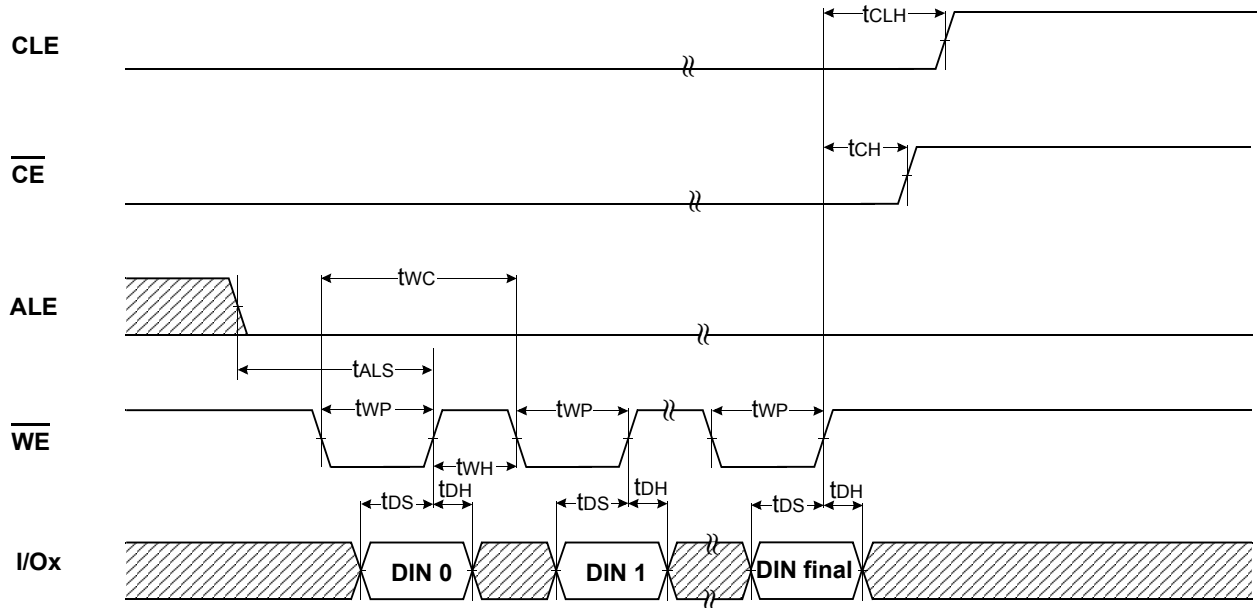 tCLH
CLE
tCH
CE
tWC
ALE
tALS
tWP tWP tWP
WE
tWH
tDS tDH tDS tDH tDS tDH
I/Ox DIN 0 DIN 1 DIN final